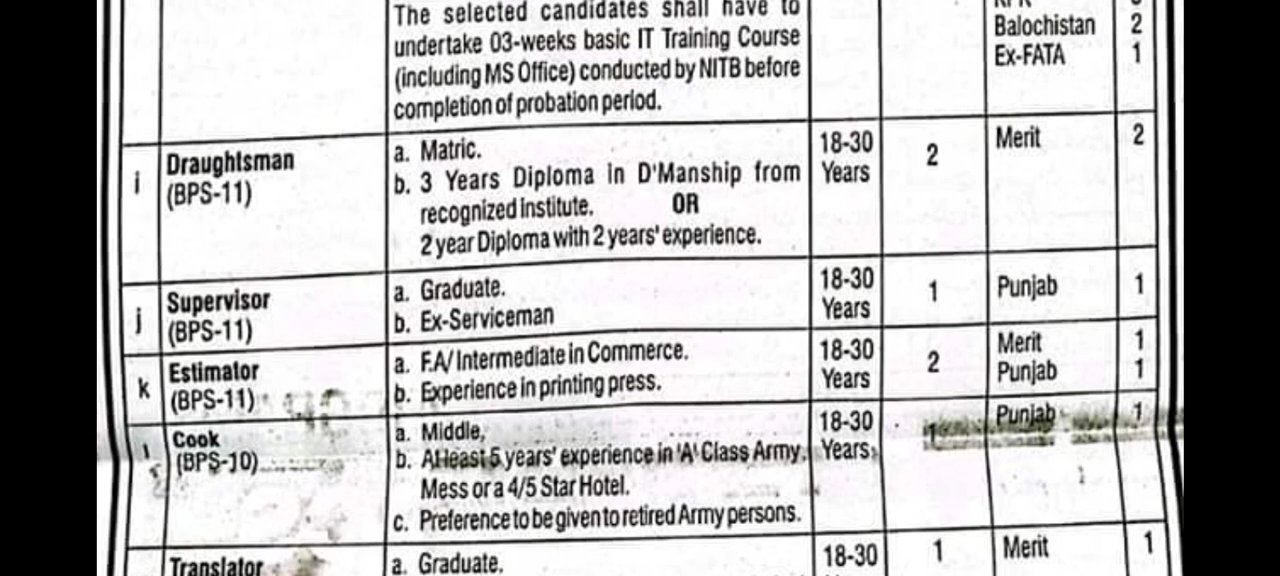 The selected candidates shall have to
undertake 03-weeks basic IT Training Course
(including MS Office) conducted by NITB before
completion of probation period.
Balochistan 2
Ex-FATA 1
i
Draughtsman
(BPS-11)
a. Matric.
b. 3 Years Diploma in D'Manship from
recognized institute. OR
2 year Diploma with 2 years' experience.
18-30
Years
2
Merit 2
j
Supervisor
(BPS-11)
a. Graduate.
b. Ex-Serviceman
18-30
Years
1
Punjab 1
k
Estimator
(BPS-11)
a. F.A/ Intermediate in Commerce.
b. Experience in printing press.
18-30
Years
2
Merit 1
Punjab 1
Cook
(BPS-10)
a. Middle.
b. At least 5 years' experience in 'A' Class Army
Mess or a 4/5 Star Hotel.
c. Preference to be given to retired Army persons.
18-30
Years
Punjab 1
Translator
a. Graduate.
18-30
1
Merit 1